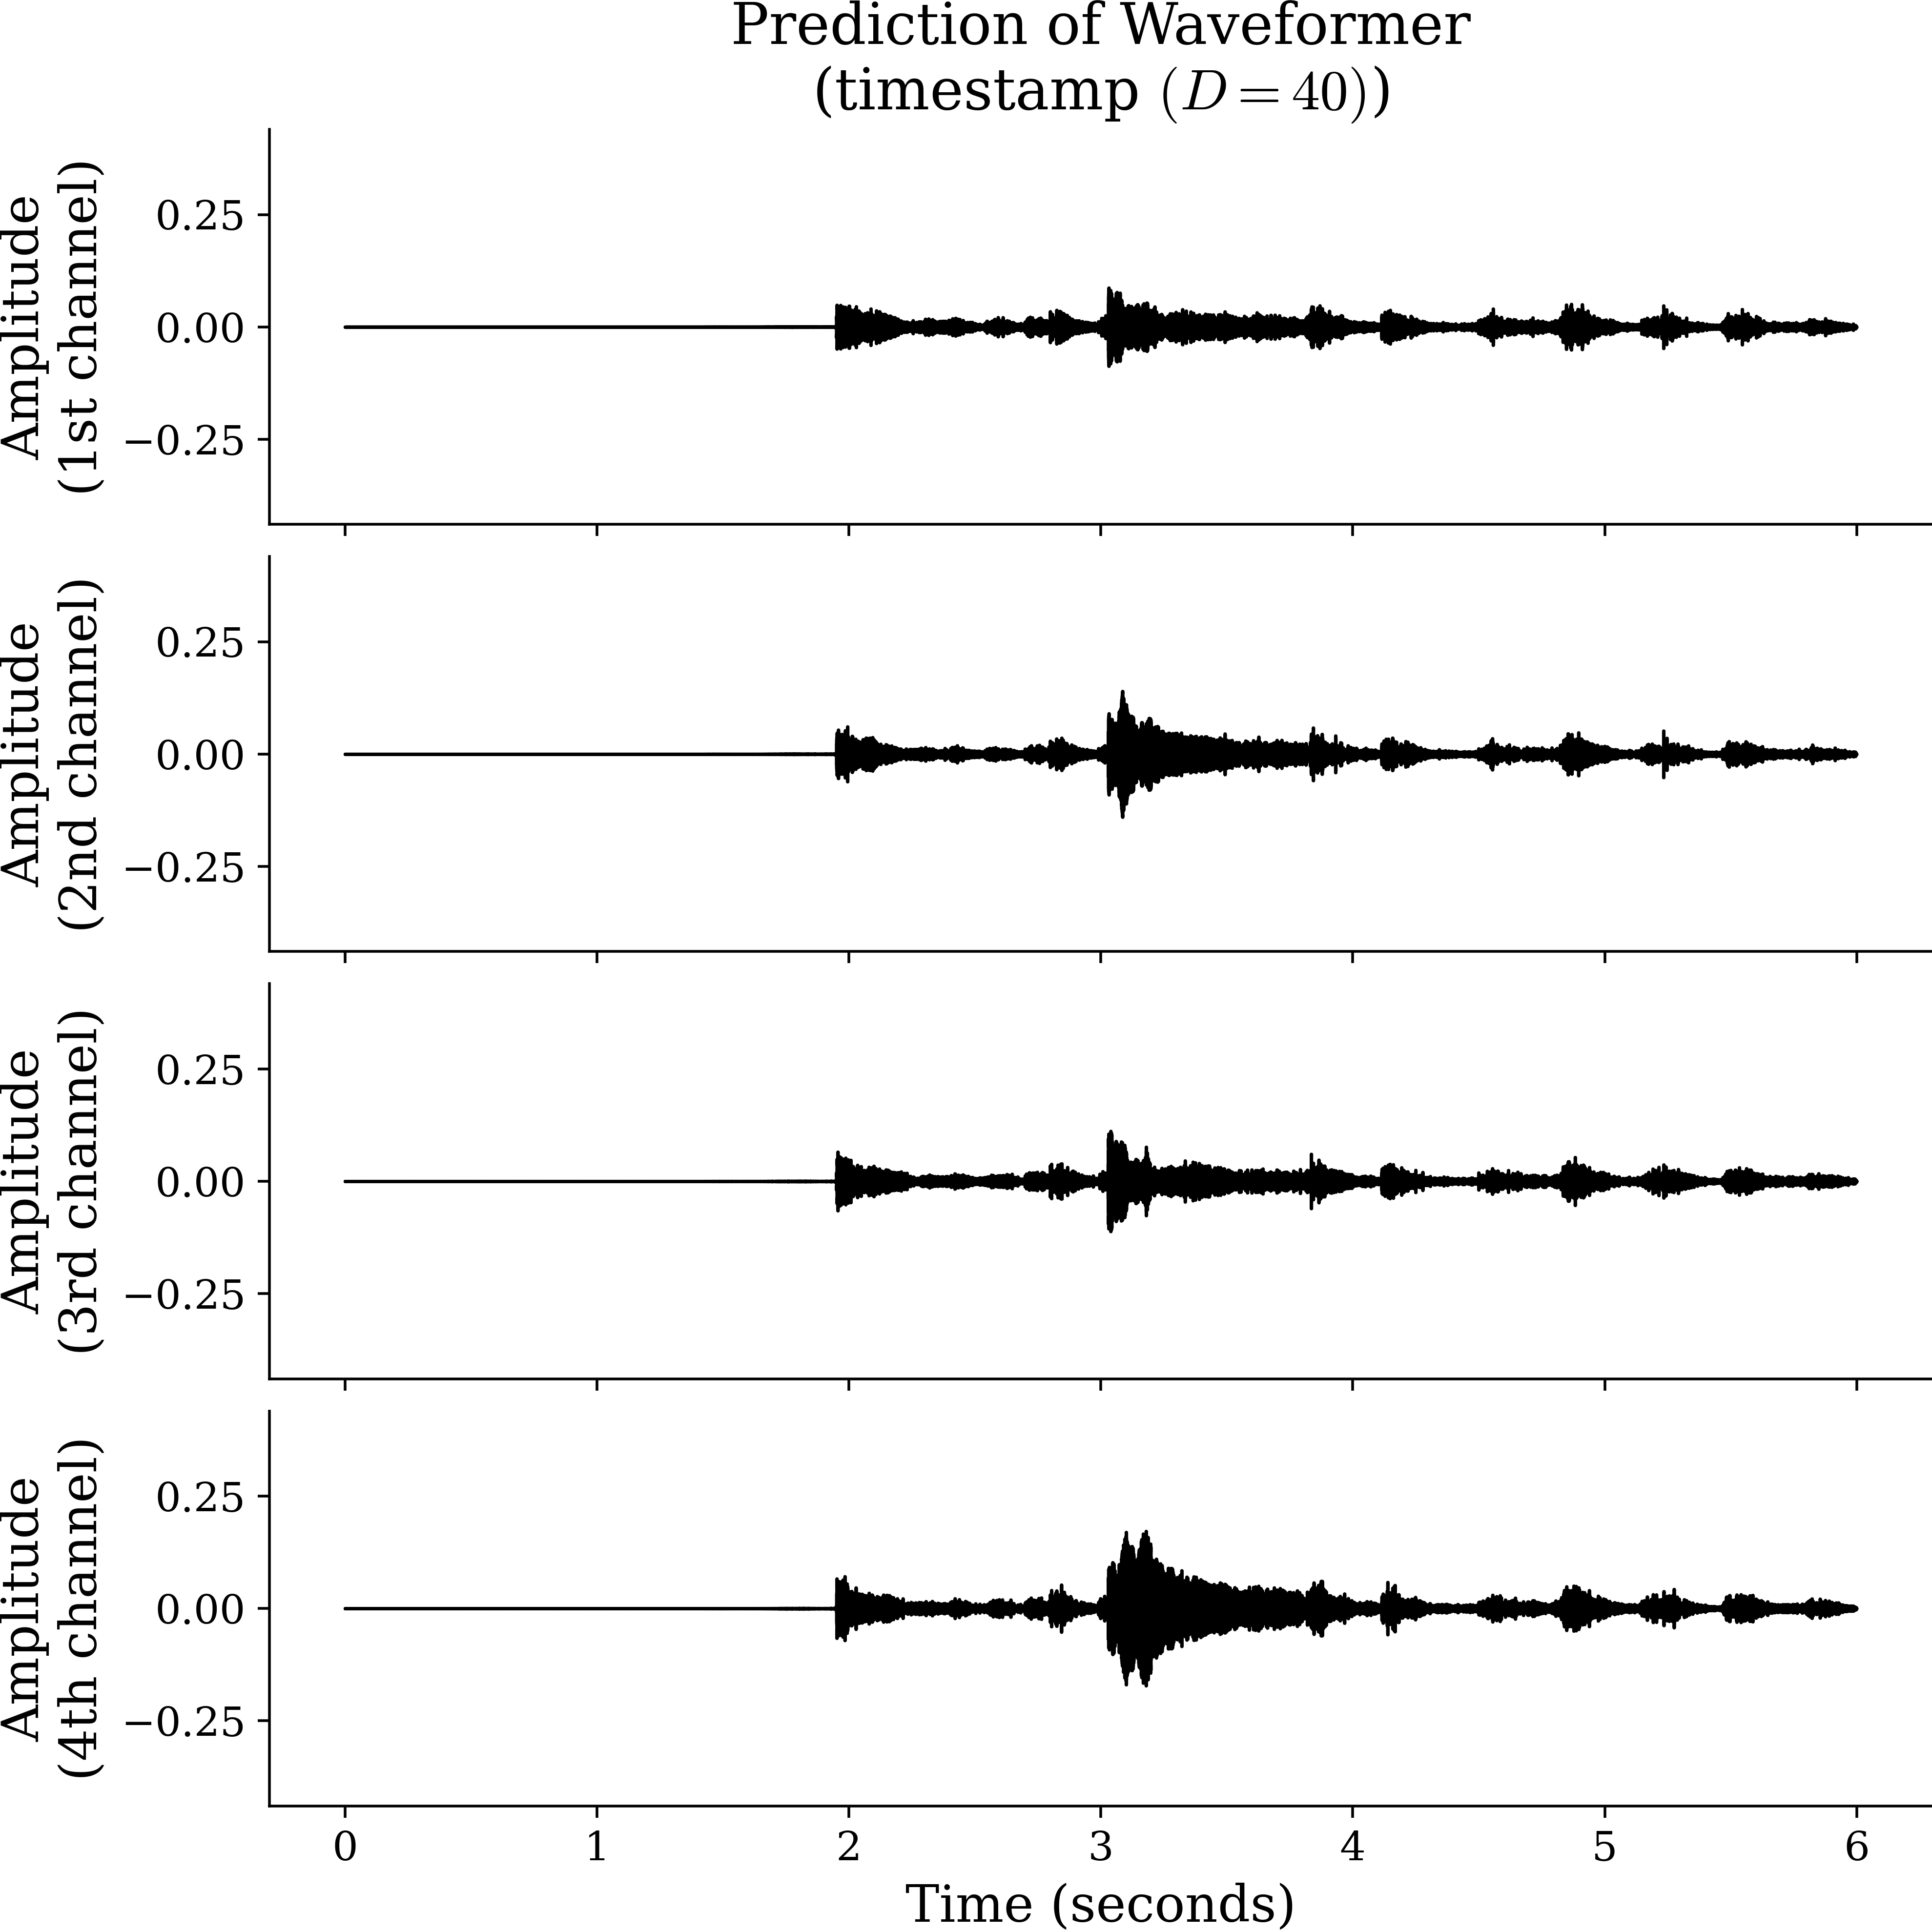 Prediction of Waveformer
(timestamp (D = 40))
Amplitude
(1st channel)
0.25
0.00
−0.25
Amplitude
(2nd channel)
0.25
0.00
−0.25
Amplitude
(3rd channel)
0.25
0.00
−0.25
Amplitude
(4th channel)
0.25
0.00
−0.25
0 1 2 3 4 5 6
Time (seconds)